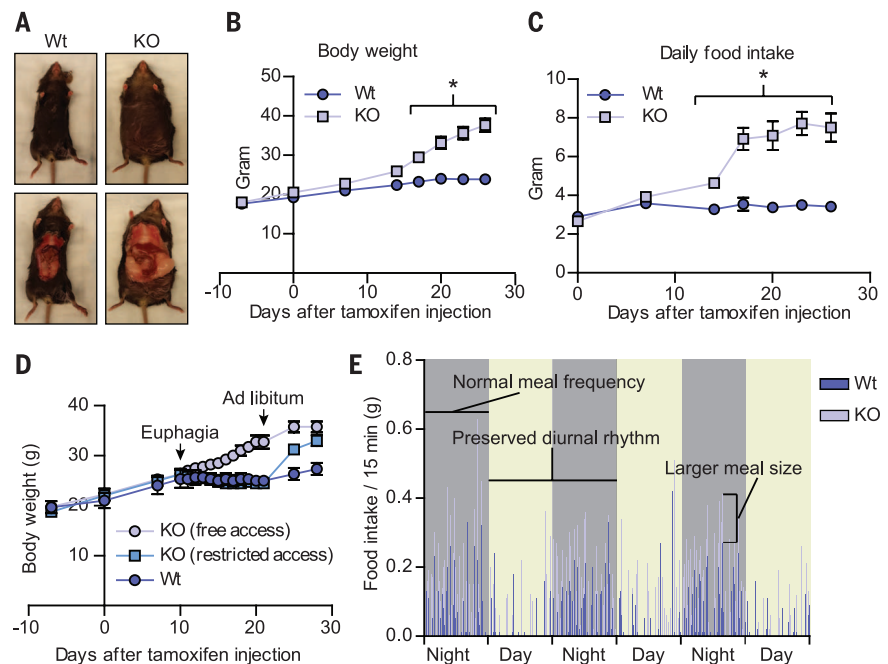 A
Wt
KO
B
Body weight
50
40
30
20
10
Gram
Wt
KO
*
-10
0
10
20
30
Days after tamoxifen injection
C
Daily food intake
10
8
6
4
2
0
Gram
Wt
KO
*
0
10
20
30
Days after tamoxifen injection
D
40
30
20
10
Body weight (g)
Euphagia
Ad libitum
KO (free access)
KO (restricted access)
Wt
-10
0
10
20
30
Days after tamoxifen injection
E
0.8
0.6
0.4
0.2
0.0
Food intake / 15 min (g)
Normal meal frequency
Preserved diurnal rhythm
Larger meal size
Wt
KO
Night
Day
Night
Day
Night
Day